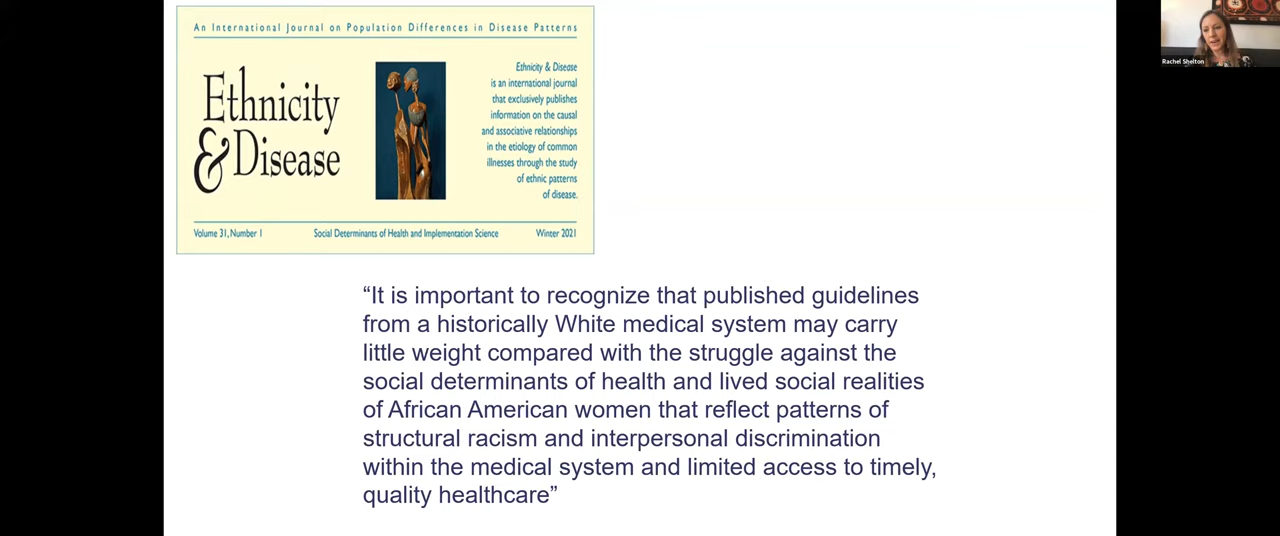 An International Journal on Population Differences in Disease Patterns
Ethnicity
& Disease
Ethnicity & Disease
is an international journal
that exclusively publishes
information on the causal
and associative relationships
in the etiology of common
illnesses through the study
of ethnic patterns
of disease.
Volume 31, Number 1 Social Determinants of Health and Implementation Science Winter 2021
“It is important to recognize that published guidelines
from a historically White medical system may carry
little weight compared with the struggle against the
social determinants of health and lived social realities
of African American women that reflect patterns of
structural racism and interpersonal discrimination
within the medical system and limited access to timely,
quality healthcare”
Rachel Shelton